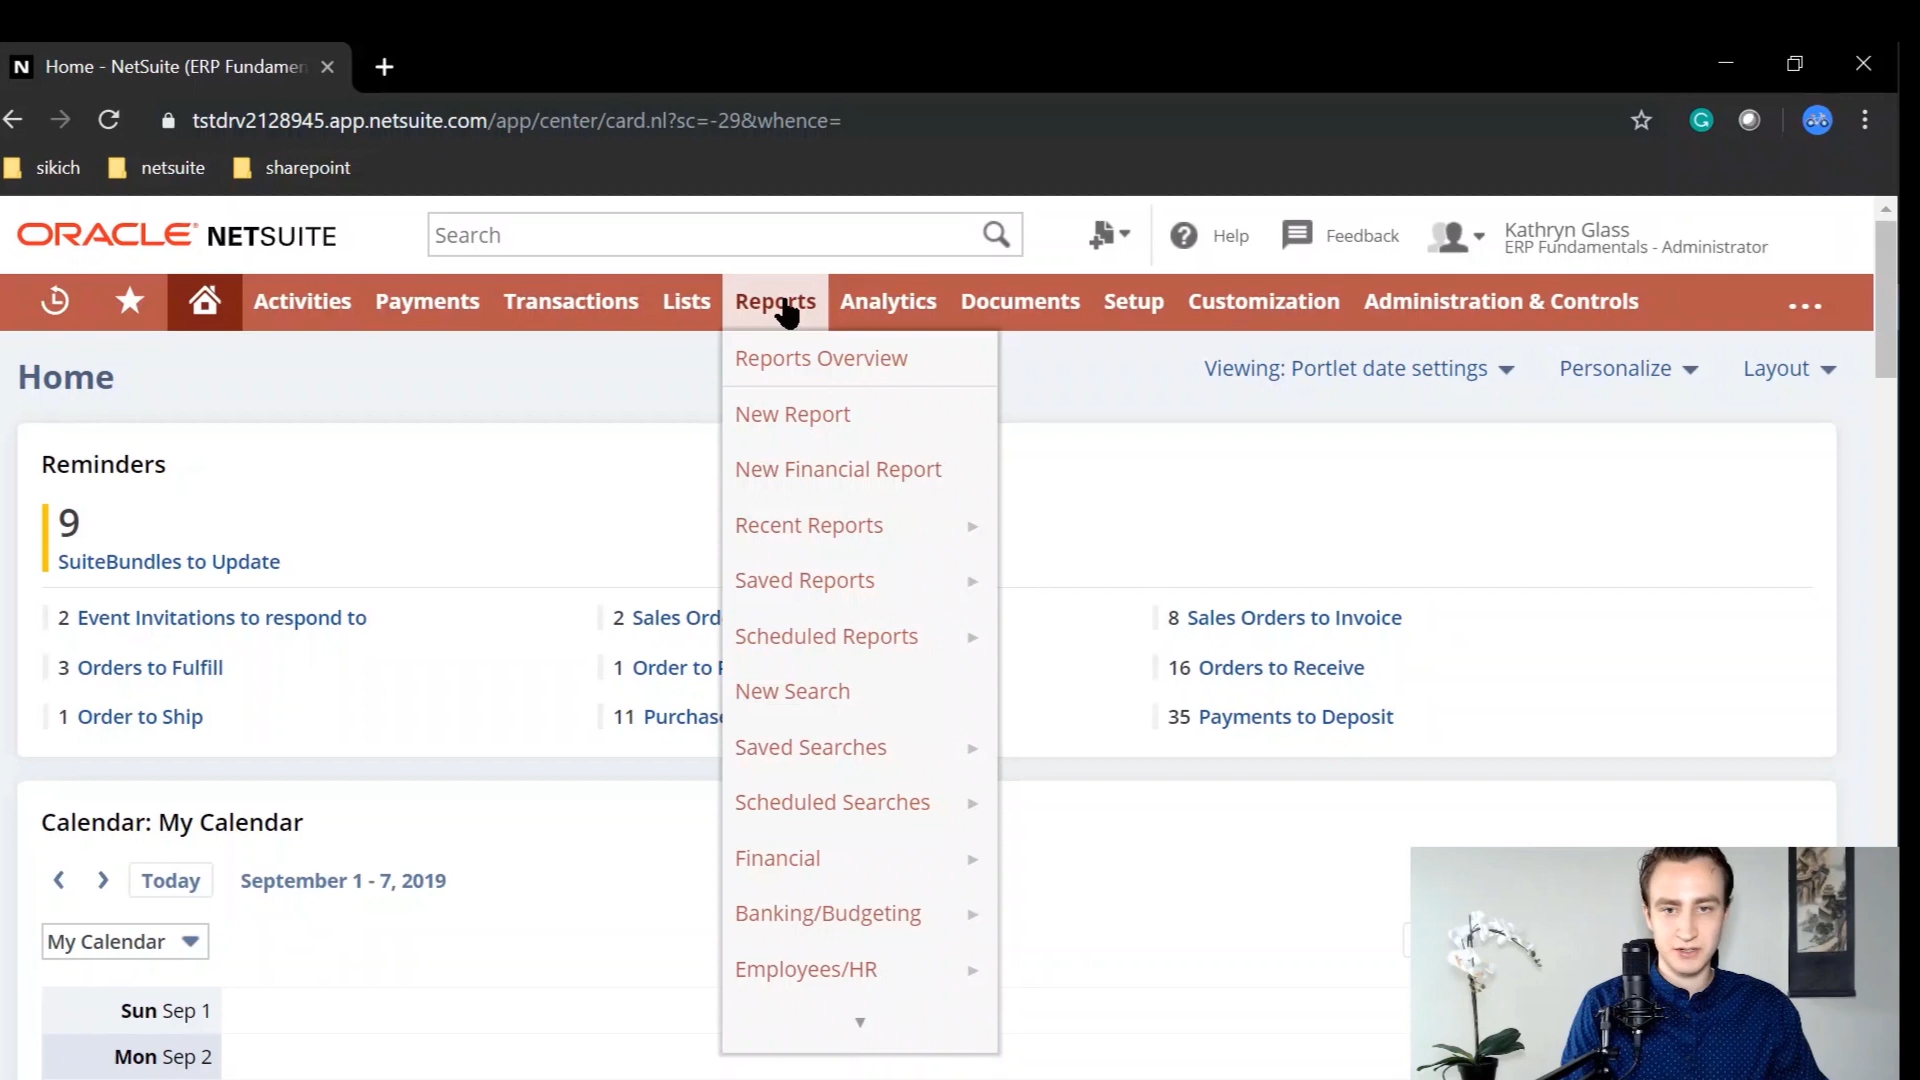 N Home - NetSuite (ERP Fundamen
tstdrv2128945.app.netsuite.com/app/center/card.nl?sc=-29&whence=
sikich netsuite sharepoint
ORACLE NETSUITE
Search
Help
Feedback
Kathryn Glass
ERP Fundamentals - Administrator
Activities Payments Transactions Lists Reports Analytics Documents Setup Customization Administration & Controls
Home
Viewing: Portlet date settings Personalize Layout
Reports Overview
New Report
New Financial Report
Recent Reports
Saved Reports
Scheduled Reports
New Search
Saved Searches
Scheduled Searches
Financial
Banking/Budgeting
Employees/HR
Reminders
9
SuiteBundles to Update
2 Event Invitations to respond to
2 Sales Ord
8 Sales Orders to Invoice
3 Orders to Fulfill
1 Order to
16 Orders to Receive
1 Order to Ship
11 Purchas
35 Payments to Deposit
Calendar: My Calendar
Today September 1 - 7, 2019
My Calendar
Sun Sep 1
Mon Sep 2